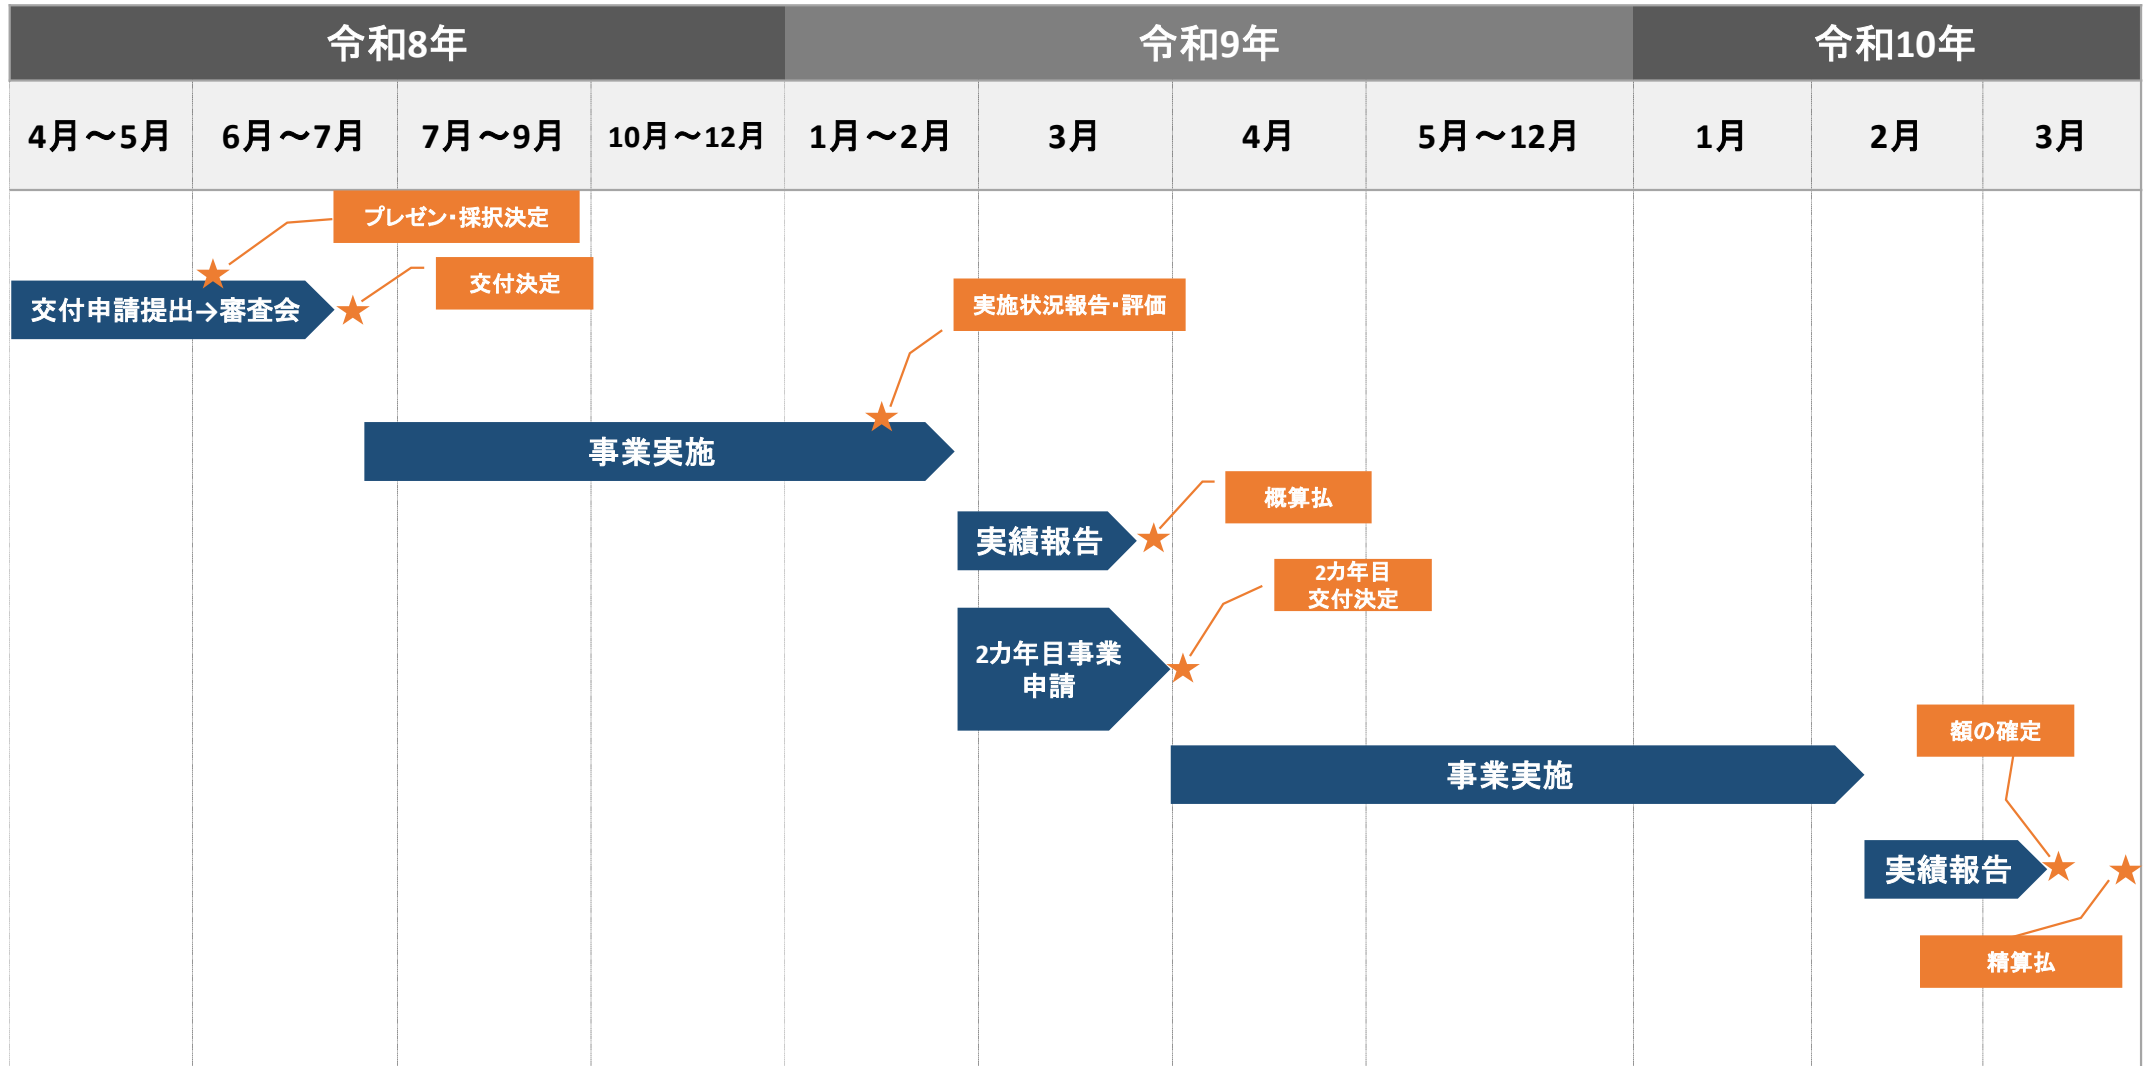 令和8年
令和9年
令和10年
4月～5月
6月～7月
7月～9月
10月～12月
1月～2月
3月
4月
5月～12月
1月
2月
3月
プレゼン・採択決定
交付決定
交付申請提出→審査会
実施状況報告・評価
事業実施
概算払
実績報告
2カ年目
交付決定
2カ年目事業
申請
額の確定
事業実施
実績報告
精算払